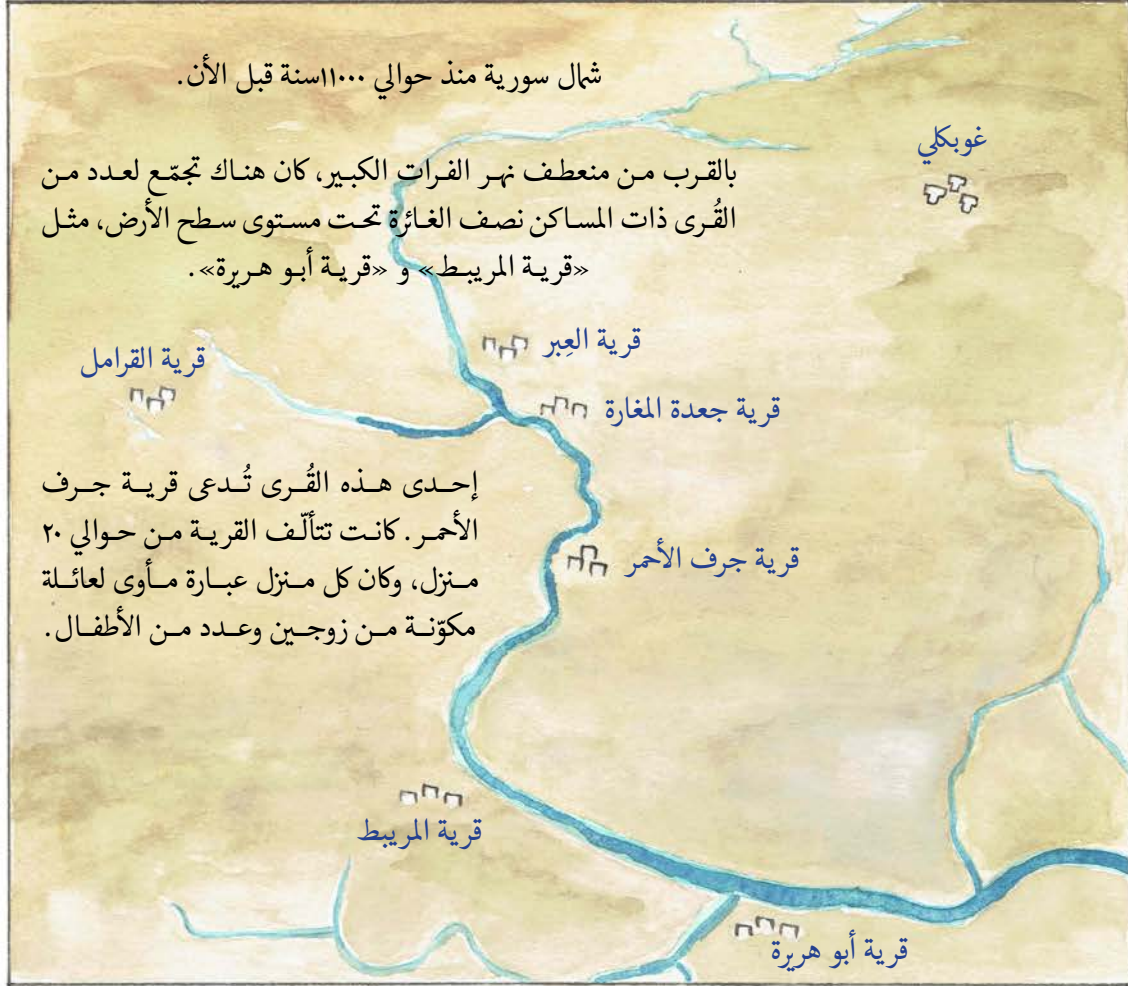 شمال سورية منذ حوالي ١١٠٠٠سنة قبل الأن.
غوبكلي
بالقرب من منعطف نهر الفرات الكبير، كان هناك تجمّع لعدد من
القُرى ذات المساكن نصف الغائرة تحت مستوى سطح الأرض، مثل
«قرية المريبط» و «قرية أبو هريرة».
قرية العِبر
قرية القرامل
قرية جعدة المغارة
إحدى هذه القُرى تُدعى قرية جرف
الأحمر. كانت تتألّف القرية من حوالي ٢٠
منزل، وكان كل منزل عبارة مأوى لعائلة
مكوّنة من زوجين وعدد من الأطفال.
قرية جرف الأحمر
قرية المريبط
قرية أبو هريرة